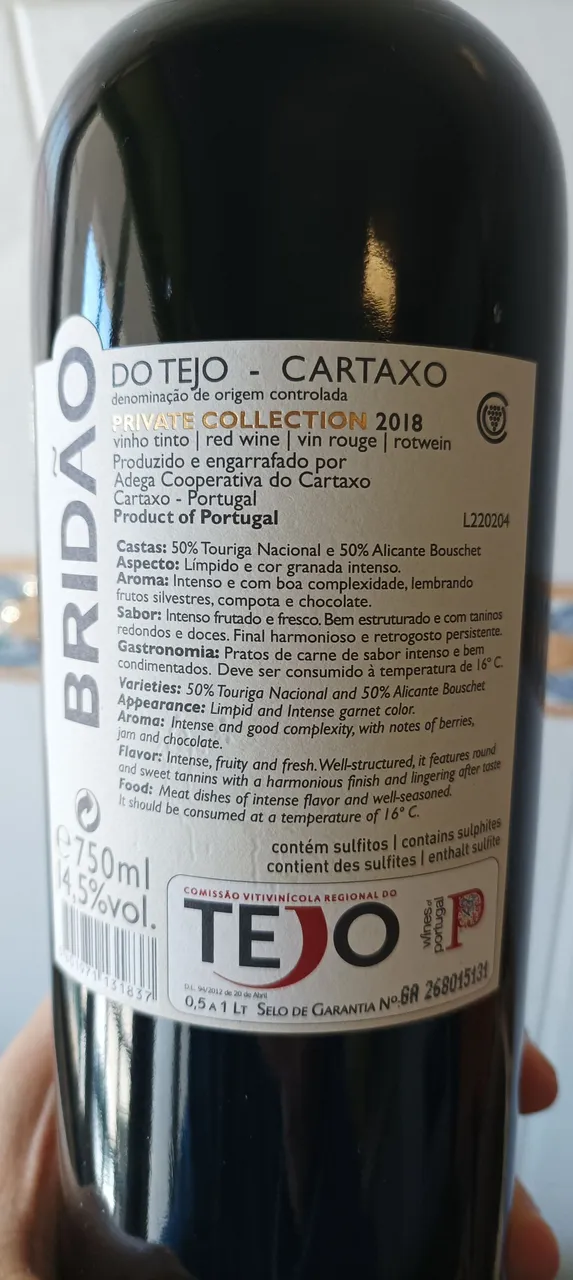 BRIDÃO
DO TEJO - CARTAXO
denominação de origem controlada
PRIVATE COLLECTION 2018
vinho tinto | red wine | vin rouge | rotwein
Produzido e engarrafado por
Adega Cooperativa do Cartaxo
Cartaxo - Portugal
Product of Portugal
L220204
Castas: 50% Touriga Nacional e 50% Alicante Bouschet
Aspecto: Límpido e cor granada intenso.
Aroma: Intenso e com boa complexidade, lembrando
frutos silvestres, compota e chocolate.
Sabor: Intenso frutado e fresco. Bem estruturado e com taninos
redondos e doces. Final harmonioso e retrogosto persistente.
Gastronomia: Pratos de carne de sabor intenso e bem
condimentados. Deve ser consumido à temperatura de 16º C.
Varieties: 50% Touriga Nacional and 50% Alicante Bouschet
Appearance: Limpid and Intense garnet color.
Aroma: Intense and good complexity, with notes of berries,
jam and chocolate.
Flavor: Intense, fruity and fresh. Well-structured, it features round
and sweet tannins with a harmonious finish and lingering after taste
Food: Meat dishes of intense flavor and well-seasoned.
It should be consumed at a temperature of 16º C.
contém sulfitos | contains sulphites
contient des sulfites | enthalt sulfite
e 750ml
14,5%vol.
COMISSÃO VITIVINÍCOLA REGIONAL DO
TEJO
wines of
portugal
D.L. 94/2012 de 20 de Abril
0,5 A 1 LT SELO DE GARANTIA Nº.GA 268015131